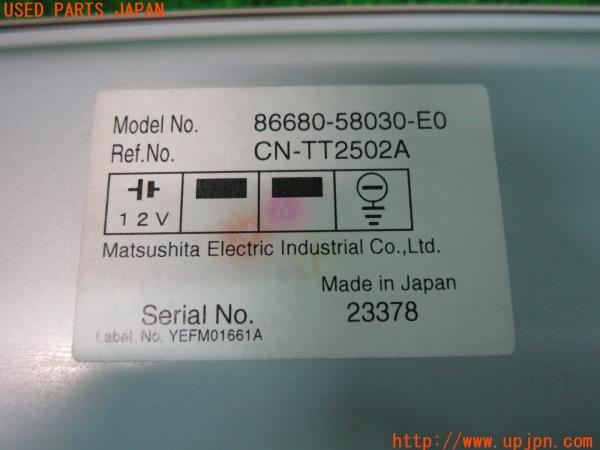 USED PARTS JAPAN
Model No. 86680-58030-E0
Ref.No. CN-TT2502A
12V
Matsushita Electric Industrial Co.,Ltd.
Made in Japan
Serial No. 23378
Label No. YEFM01661A
http://www.upjpn.com/